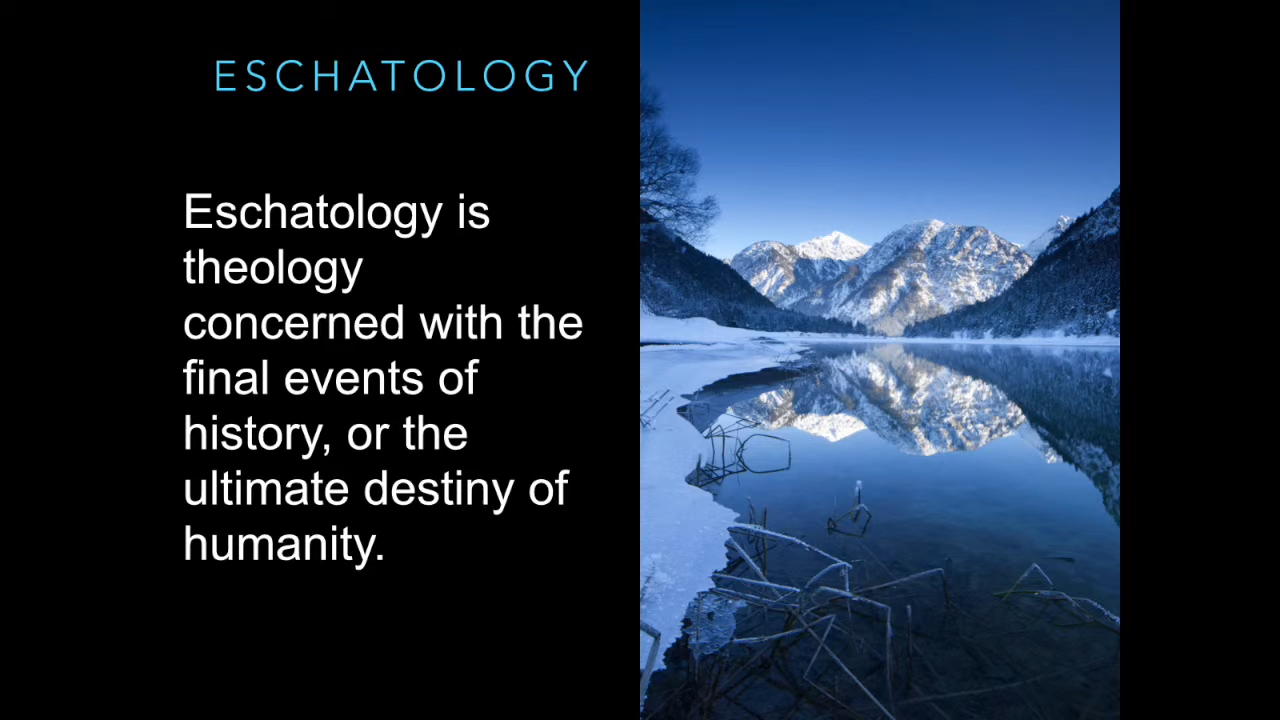 ESCHATOLOGY
Eschatology is
theology
concerned with the
final events of
history, or the
ultimate destiny of
humanity.